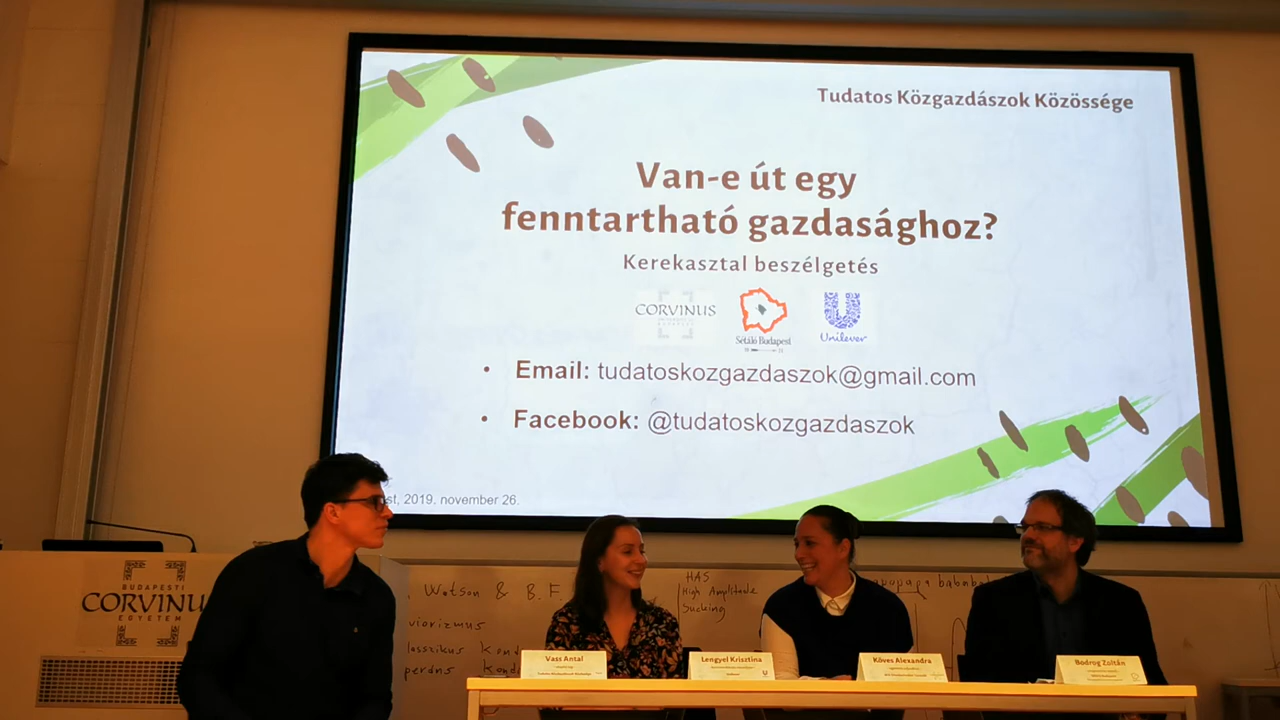 Tudatos Közgazdászok Közössége
Van-e út egy
fenntartható gazdasághoz?
Kerekasztal beszélgetés
CORVINUS
Sétáló Budapest
Unilever
• Email: tudatoskozgazdaszok@gmail.com
• Facebook: @tudatoskozgazdaszok
st, 2019. november 26.
BUDAPESTI
CORVINU
EGYETEM
Watson & B.F.
HAS
High Amplitude
Sucking
Vass Antal
Lengyel Krisztina
Köves Alexandra
Bodrog Zoltán